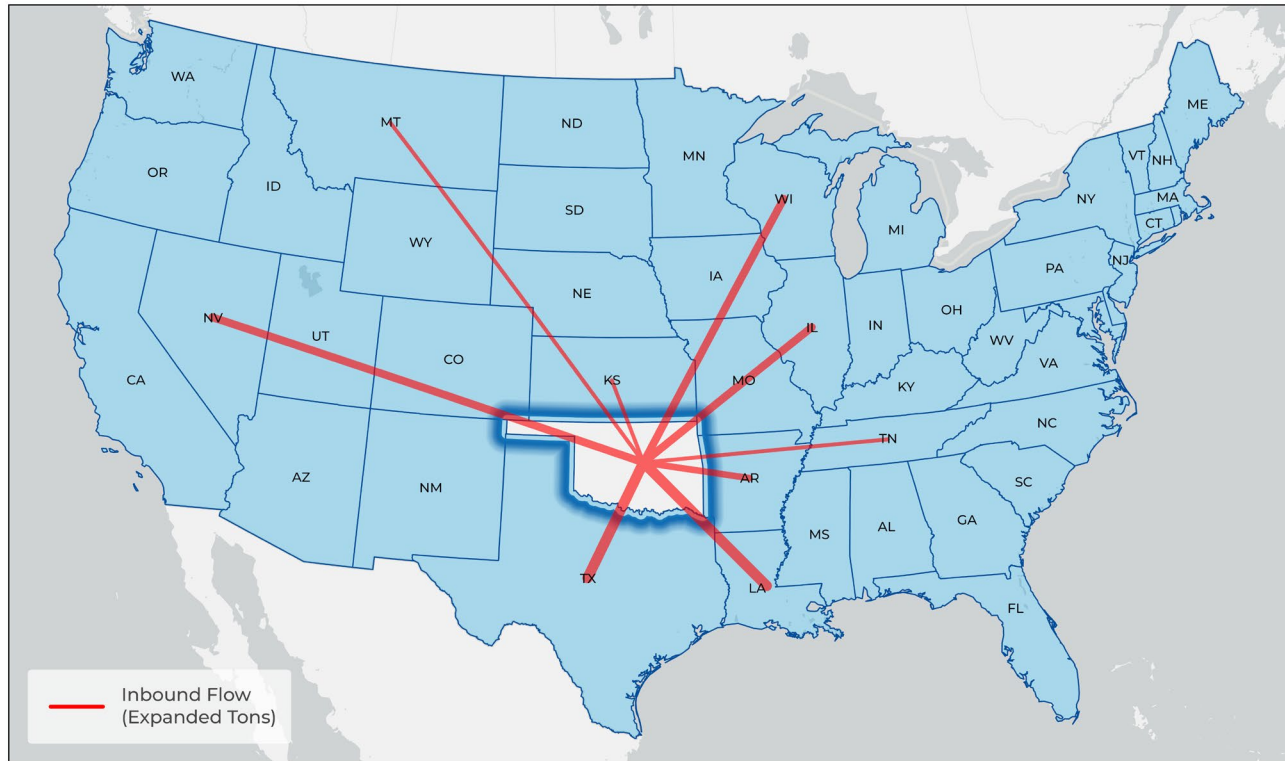 WA
ME
MT
ND
VT
NH
MN
OR
ID
SD
WI
NY
MA
CT
MI
WY
PA
NJ
IA
NE
OH
IN
NV
IL
UT
WV
CO
VA
CA
KS
MO
KY
NC
TN
AZ
AR
NM
SC
MS
AL
GA
TX
LA
FL
Inbound Flow
(Expanded Tons)